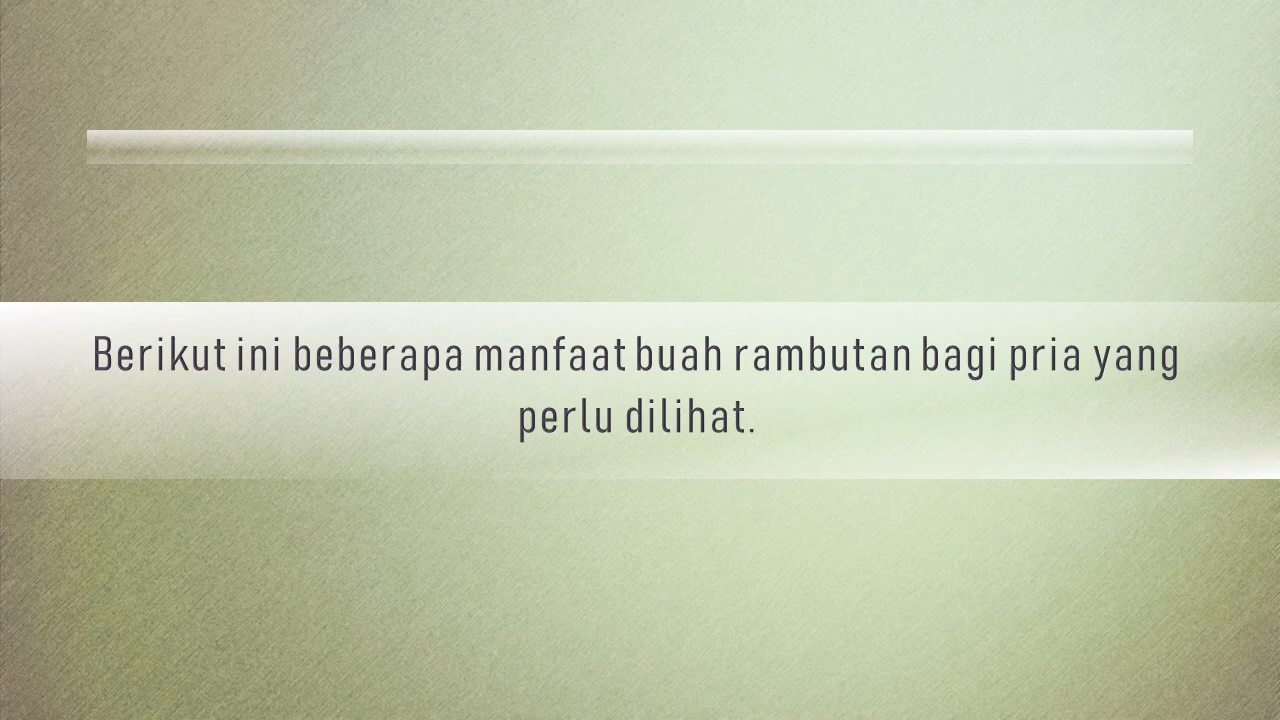 Berikut ini beberapa manfaat buah rambutan bagi pria yang
perlu dilihat.